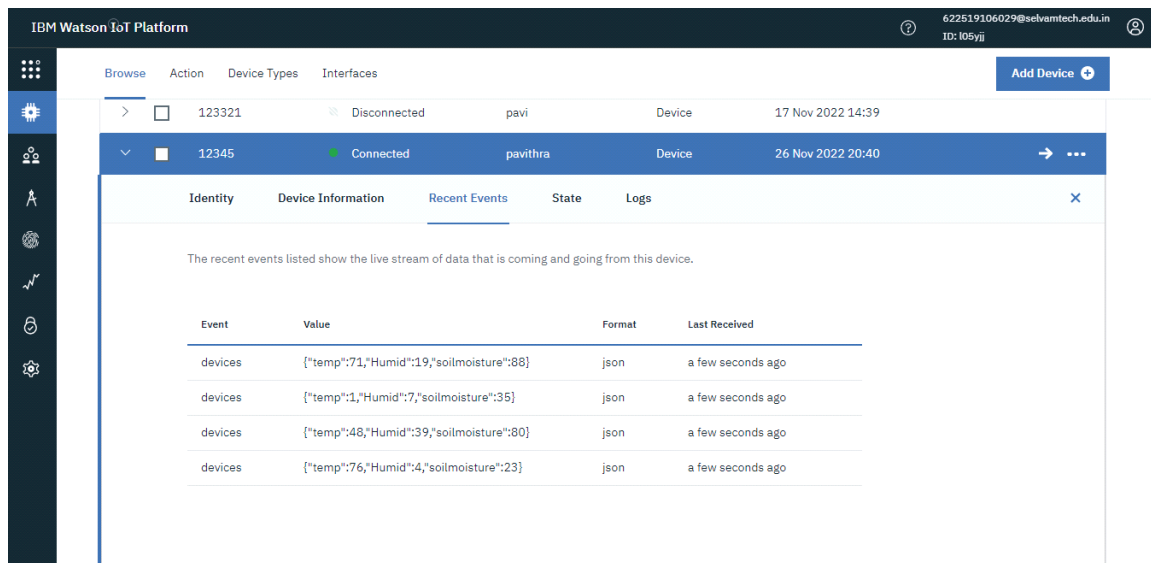 IBM Watson IoT Platform
622519106029@selvamtech.edu.in
ID: l05yjj
Browse Action Device Types Interfaces Add Device
123321 Disconnected pavi Device 17 Nov 2022 14:39
12345 Connected pavithra Device 26 Nov 2022 20:40
Identity Device Information Recent Events State Logs
The recent events listed show the live stream of data that is coming and going from this device.
Event Value Format Last Received
devices {"temp":71,"Humid":19,"soilmoisture":88} json a few seconds ago
devices {"temp":1,"Humid":7,"soilmoisture":35} json a few seconds ago
devices {"temp":48,"Humid":39,"soilmoisture":80} json a few seconds ago
devices {"temp":76,"Humid":4,"soilmoisture":23} json a few seconds ago